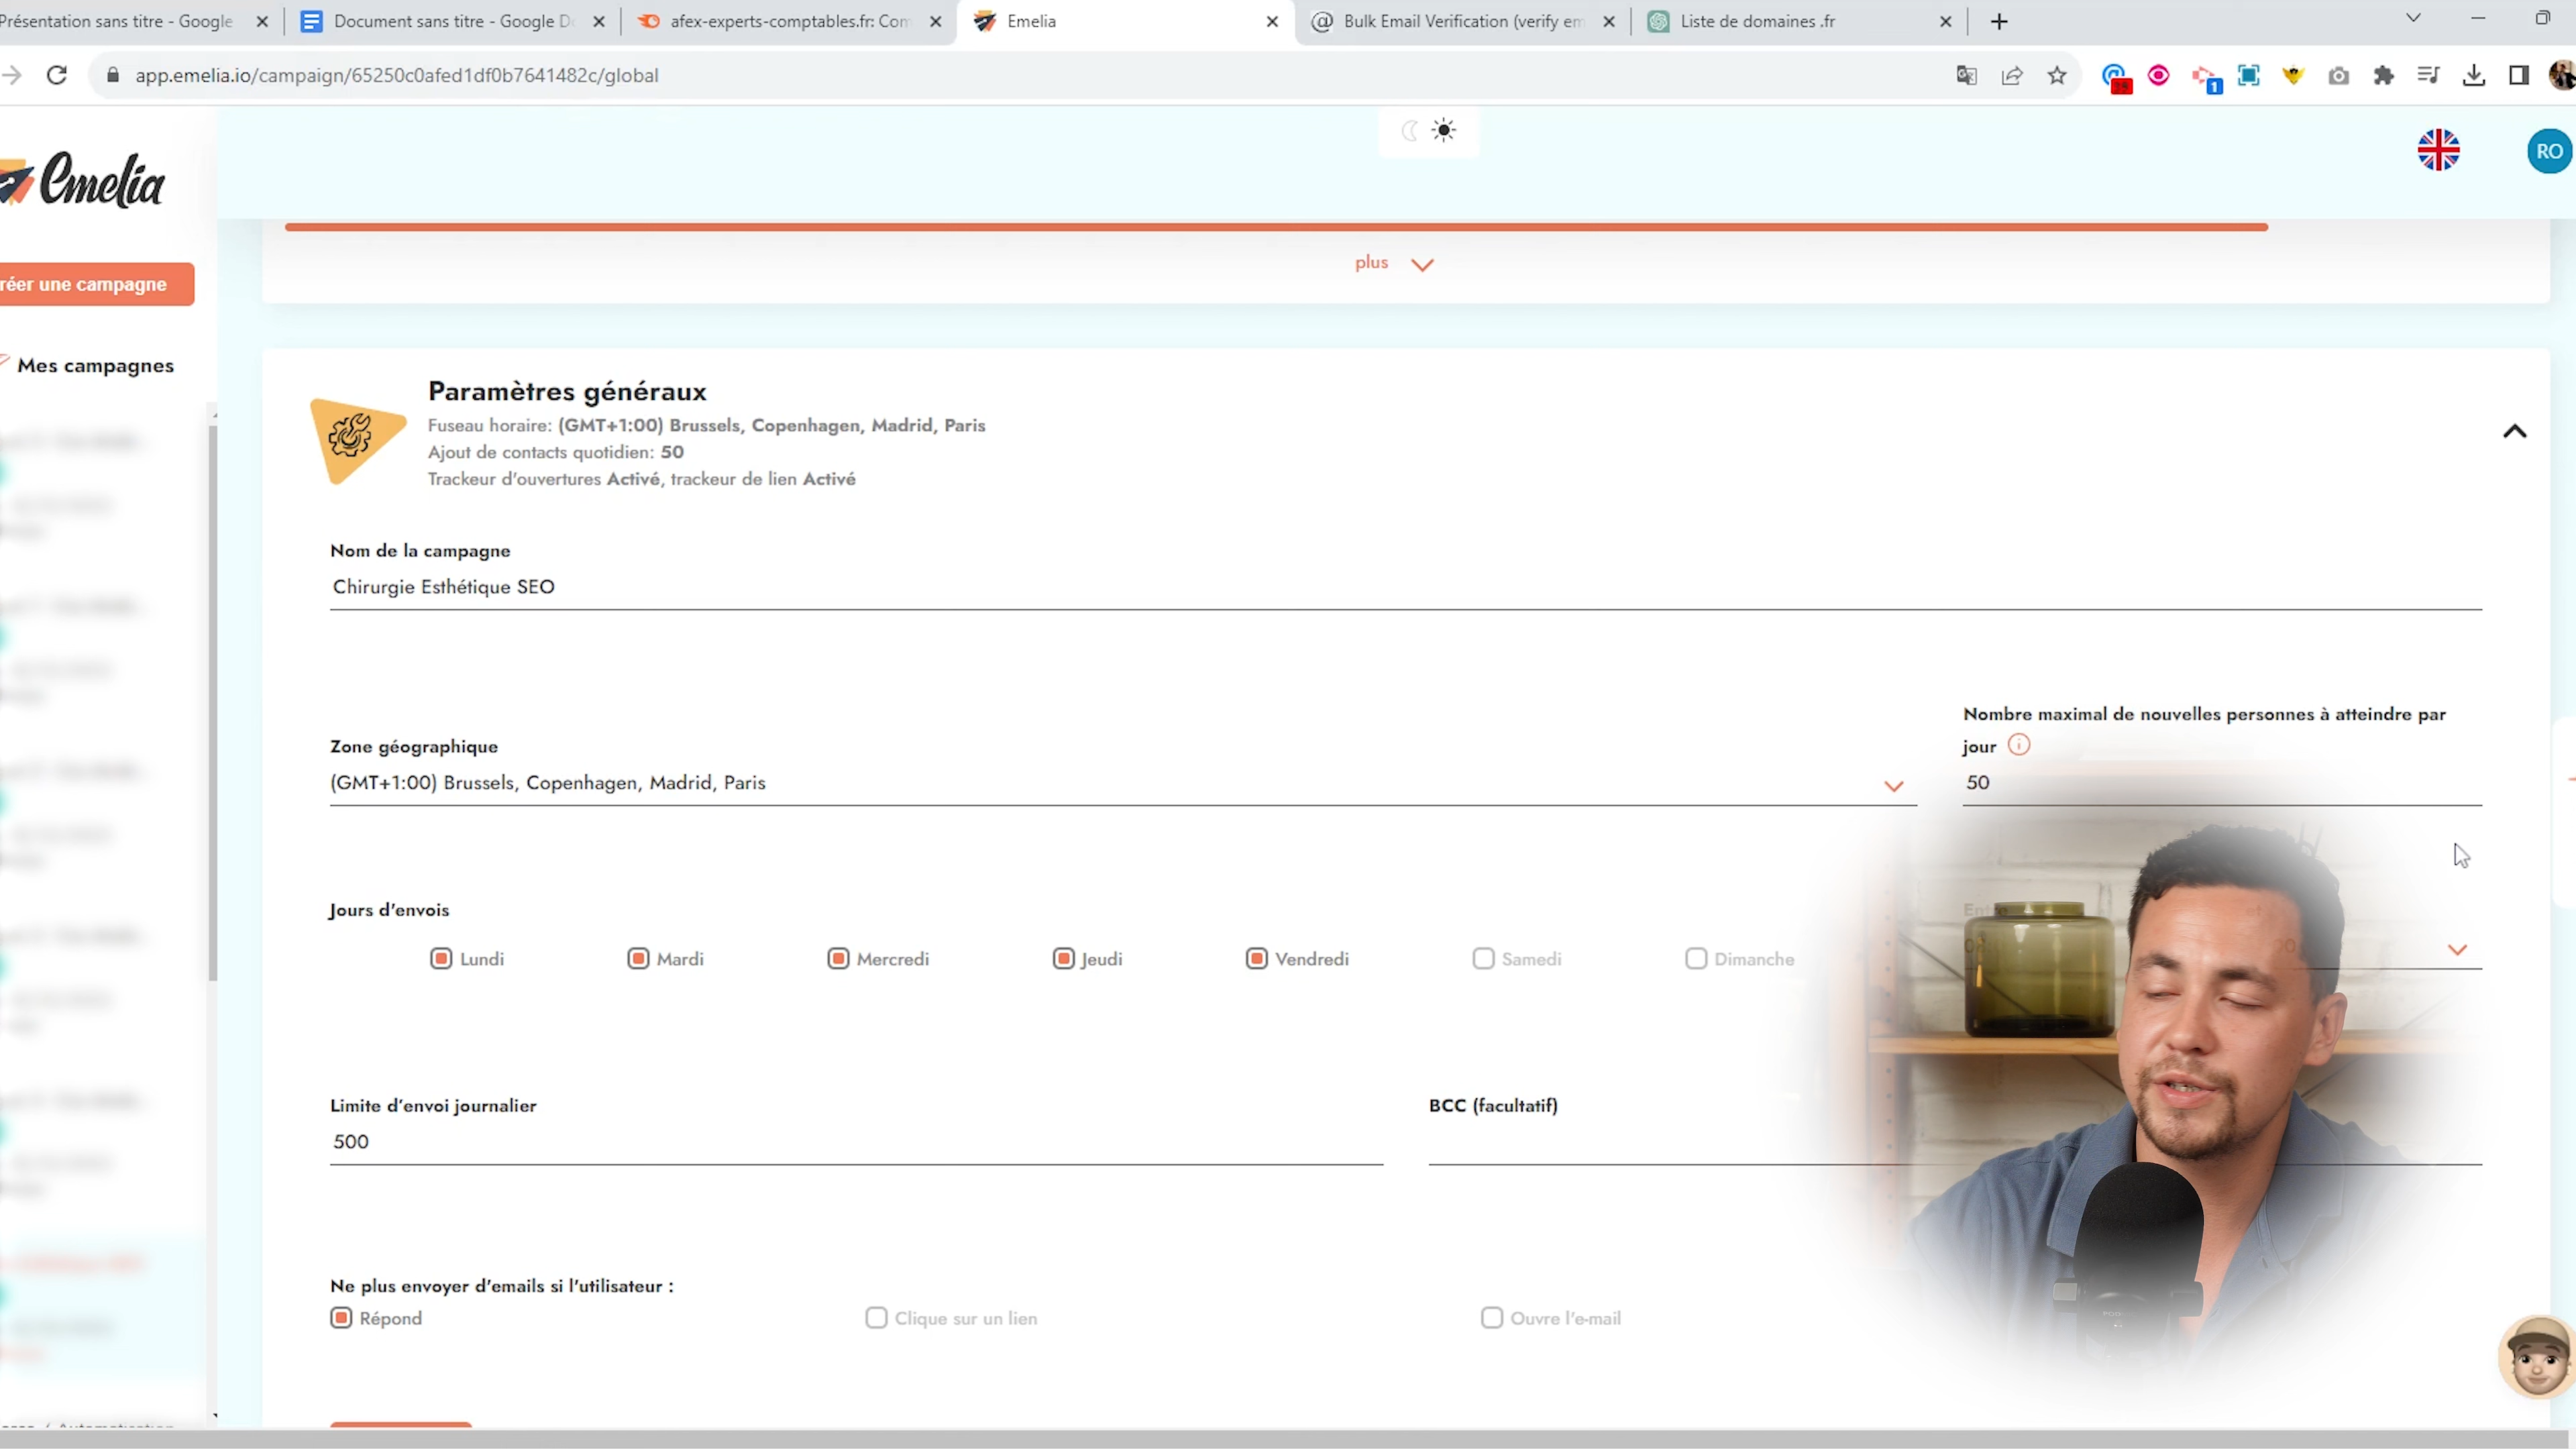 Présentation sans titre - Google
Document sans titre - Google Do
afex-experts-comptables.fr: Com
Emelia
Bulk Email Verification (verify em
Liste de domaines .fr
app.emelia.io/campaign/65250c0afed1df0b7641482c/global
1
Emelia
RO
réer une campagne
plus
Mes campagnes
Paramètres généraux
Fuseau horaire: (GMT+1:00) Brussels, Copenhagen, Madrid, Paris
Ajout de contacts quotidien: 50
Trackeur d'ouvertures Activé, trackeur de lien Activé
Nom de la campagne
Chirurgie Esthétique SEO
Nombre maximal de nouvelles personnes à atteindre par
jour
50
Zone géographique
(GMT+1:00) Brussels, Copenhagen, Madrid, Paris
Jours d'envois
Lundi
Mardi
Mercredi
Jeudi
Vendredi
Samedi
Dimanche
Limite d'envoi journalier
500
BCC (facultatif)
Ne plus envoyer d'emails si l'utilisateur :
Répond
Clique sur un lien
Ouvre l'e-mail